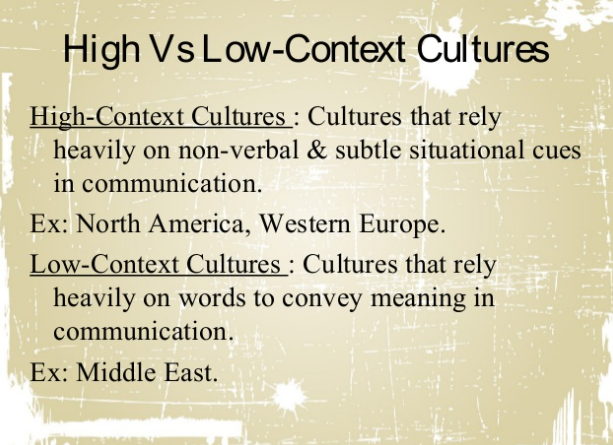 High Vs Low-Context Cultures
High-Context Cultures : Cultures that rely
heavily on non-verbal & subtle situational cues
in communication.
Ex: North America, Western Europe.
Low-Context Cultures : Cultures that rely
heavily on words to convey meaning in
communication.
Ex: Middle East.